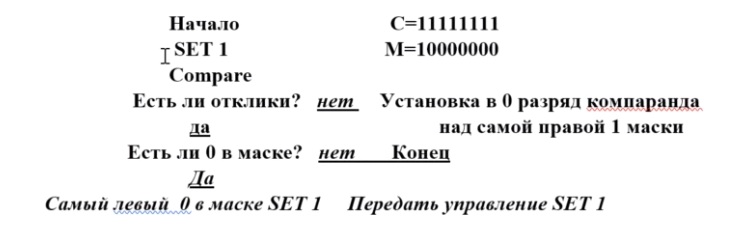 Начало C=11111111
SET 1 M=10000000
Compare
Есть ли отклики? нет Установка в 0 разряд компаранда
да над самой правой 1 маски
Есть ли 0 в маске? нет Конец
Да
Самый левый 0 в маске SET 1 Передать управление SET 1